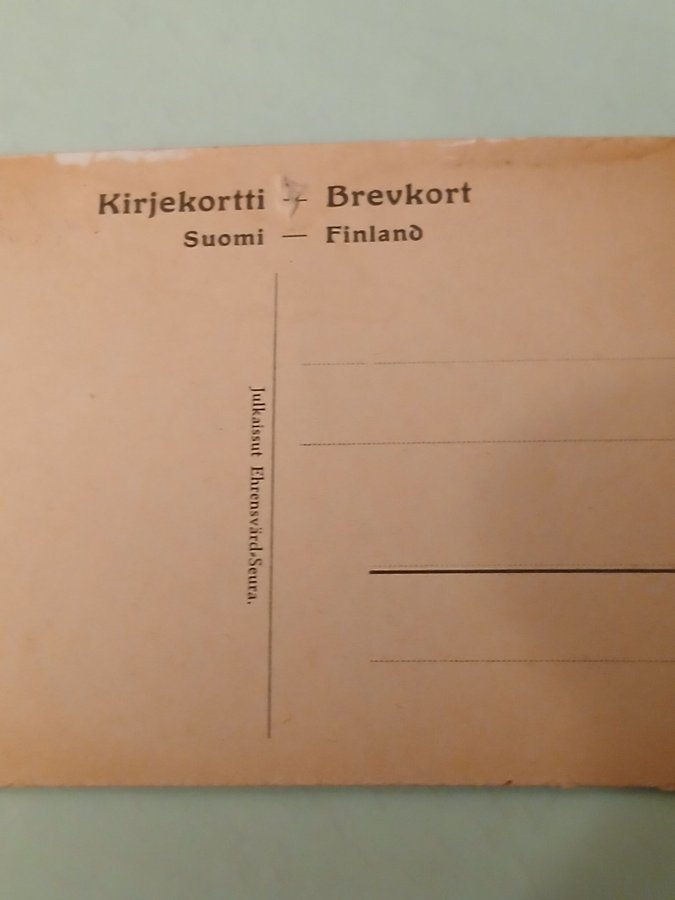 Kirjekortti — Brevkort
Suomi — Finland
Julkaissut Ehrensvärd-Seura.